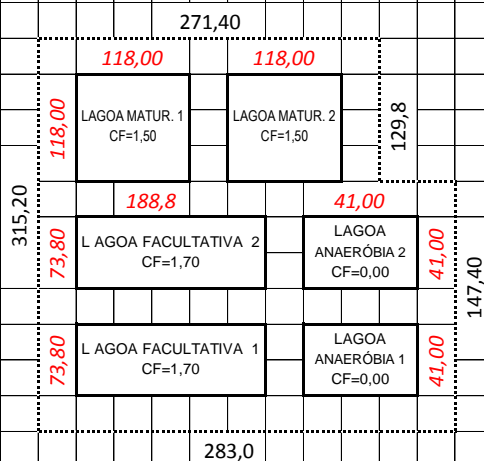 271,40
118,00 118,00
118,00
LAGOA MATUR. 1
CF=1,50
LAGOA MATUR. 2
CF=1,50
129,8
315,20
188,8 41,00
73,80
L AGOA FACULTATIVA 2
CF=1,70
LAGOA
ANAERÓBIA 2
CF=0,00
41,00
147,40
73,80
L AGOA FACULTATIVA 1
CF=1,70
LAGOA
ANAERÓBIA 1
CF=0,00
41,00
283,0